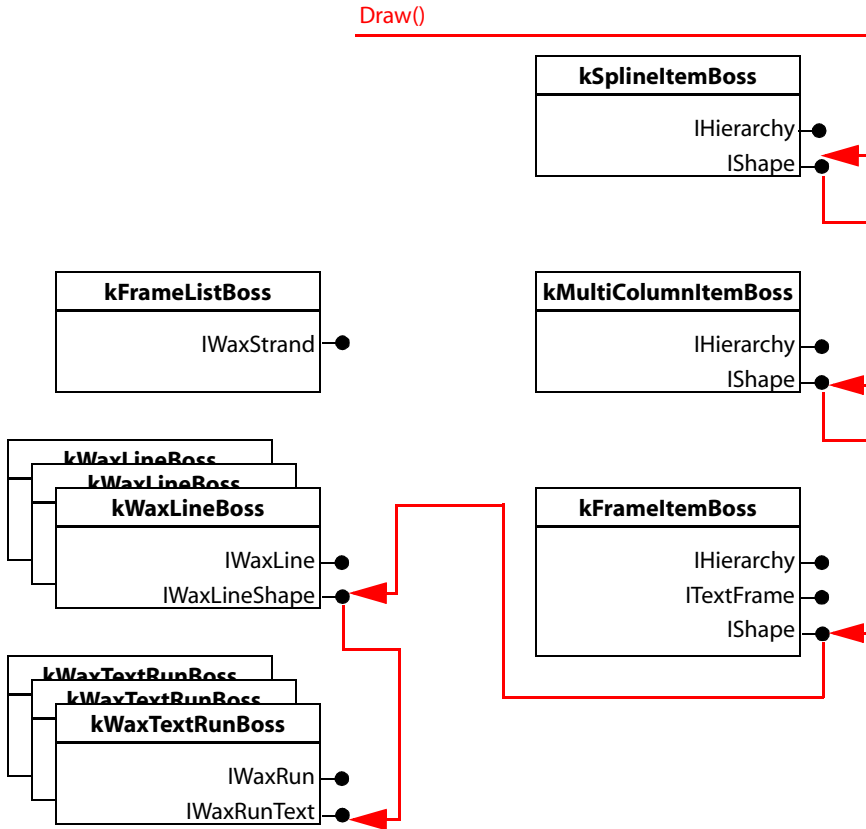 Draw()
kSplineItemBoss
IHierarchy
IShape
kFrameListBoss
IWaxStrand
kMultiColumnItemBoss
IHierarchy
IShape
kWaxLineBoss
kWaxLineBoss
kWaxLineBoss
IWaxLine
IWaxLineShape
kFrameItemBoss
IHierarchy
ITextFrame
IShape
kWaxTextRunBoss
kWaxTextRunBoss
kWaxTextRunBoss
IWaxRun
IWaxRunText